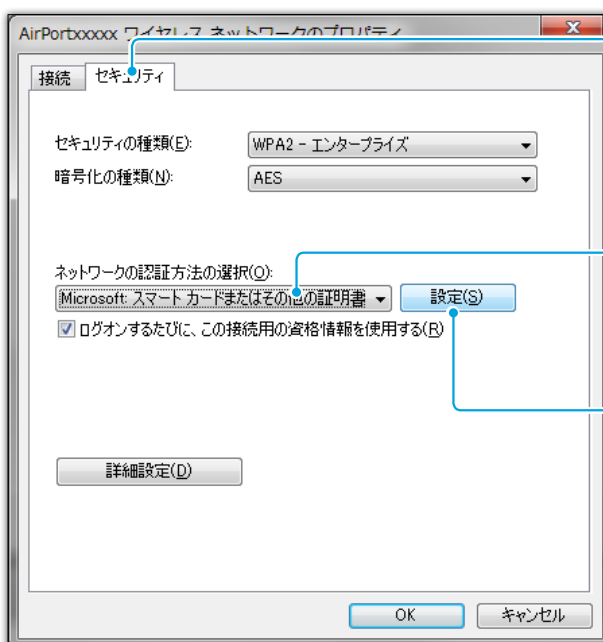 AirPortxxxxx ワイヤレス ネットワークのプロパティ
接続 セキュリティ
セキュリティの種類(E): WPA2 - エンタープライズ
暗号化の種類(N): AES
ネットワークの認証方法の選択(O):
Microsoft: スマート カードまたはその他の証明書 設定(S)
ログオンするたびに、この接続用の資格情報を使用する(R)
詳細設定(D)
OK キャンセル